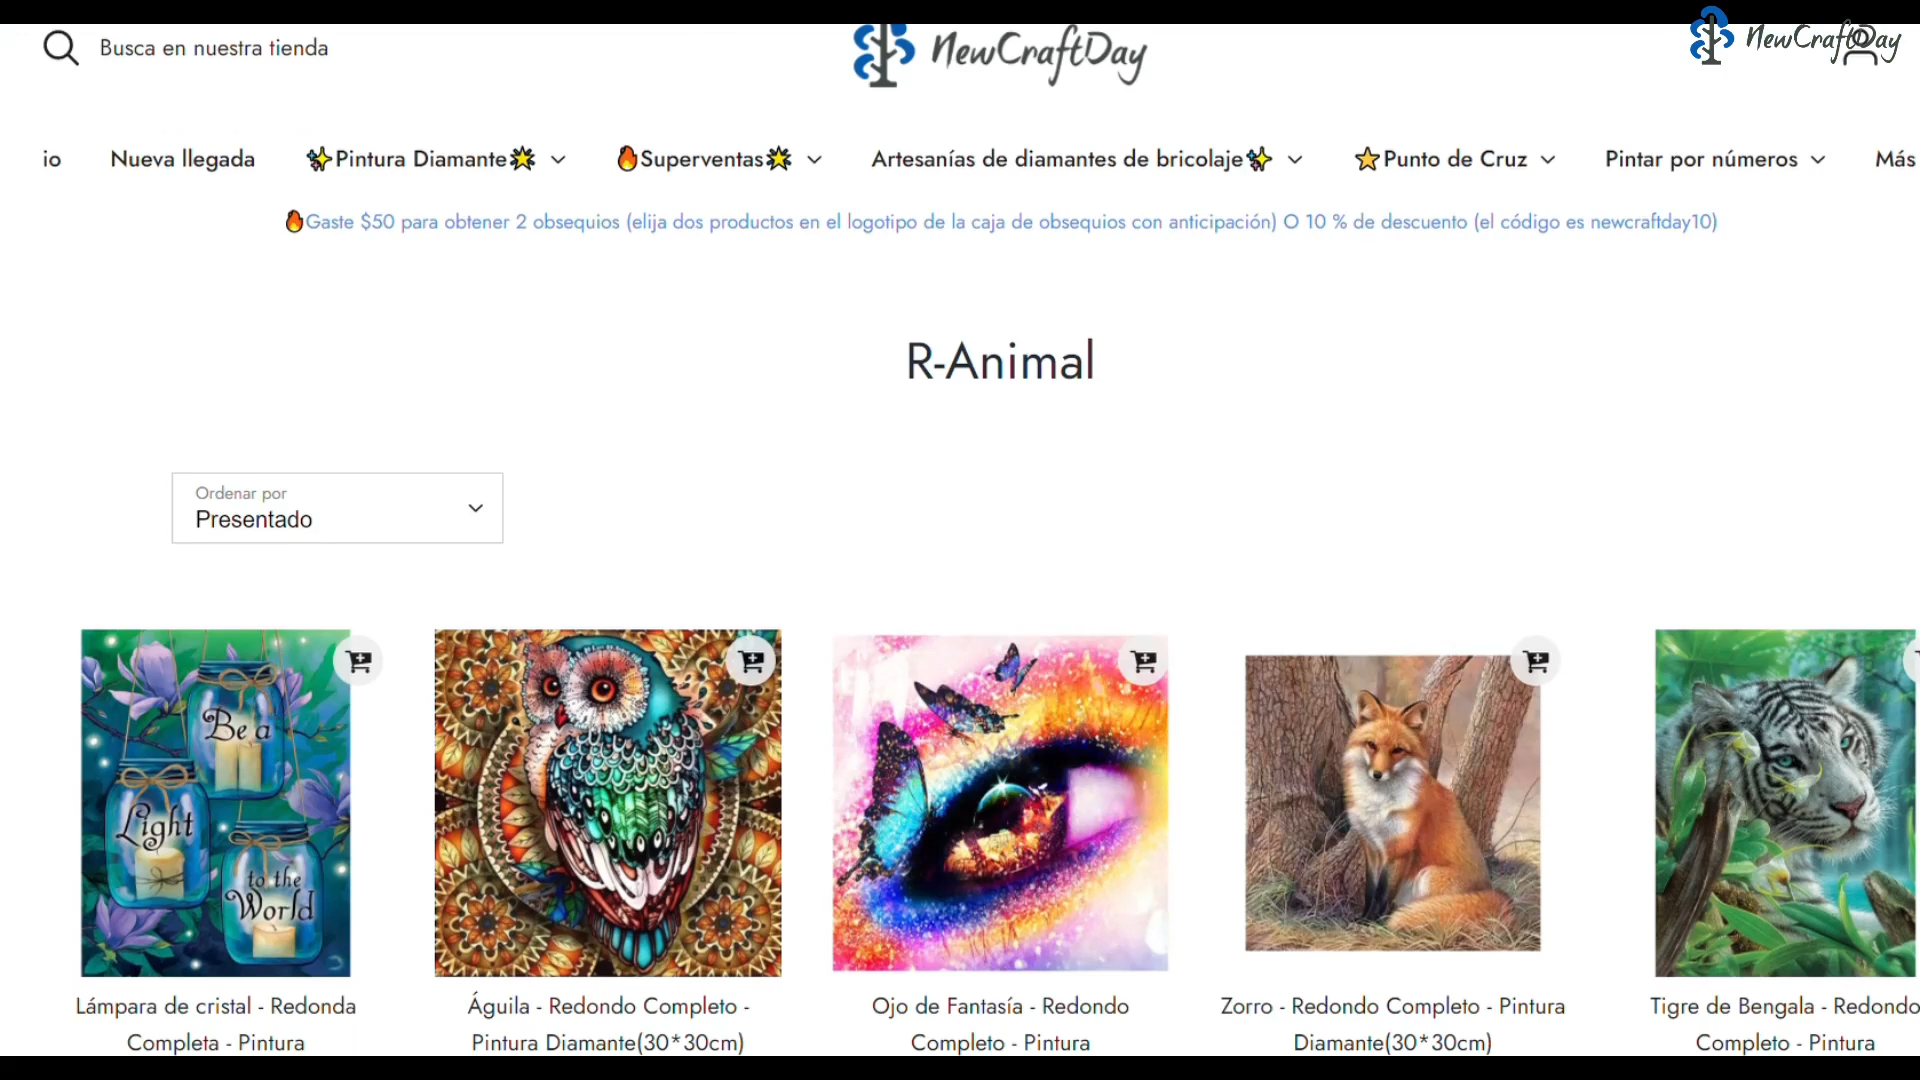 Busca en nuestra tienda
NewCraftDay
NewCraftDay
io
Nueva llegada
✨Pintura Diamante🌟
🔥Superventas🌟
Artesanías de diamantes de bricolaje✨
⭐Punto de Cruz
Pintar por números
Más
🔥Gaste $50 para obtener 2 obsequios (elija dos productos en el logotipo de la caja de obsequios con anticipación) O 10 % de descuento (el código es newcraftday10)
R-Animal
Ordenar por
Presentado
Be a
Light
to the
World
Lámpara de cristal - Redonda
Completa - Pintura
Águila - Redondo Completo -
Pintura Diamante(30*30cm)
Ojo de Fantasía - Redondo
Completo - Pintura
Zorro - Redondo Completo - Pintura
Diamante(30*30cm)
Tigre de Bengala - Redondo
Completo - Pintura